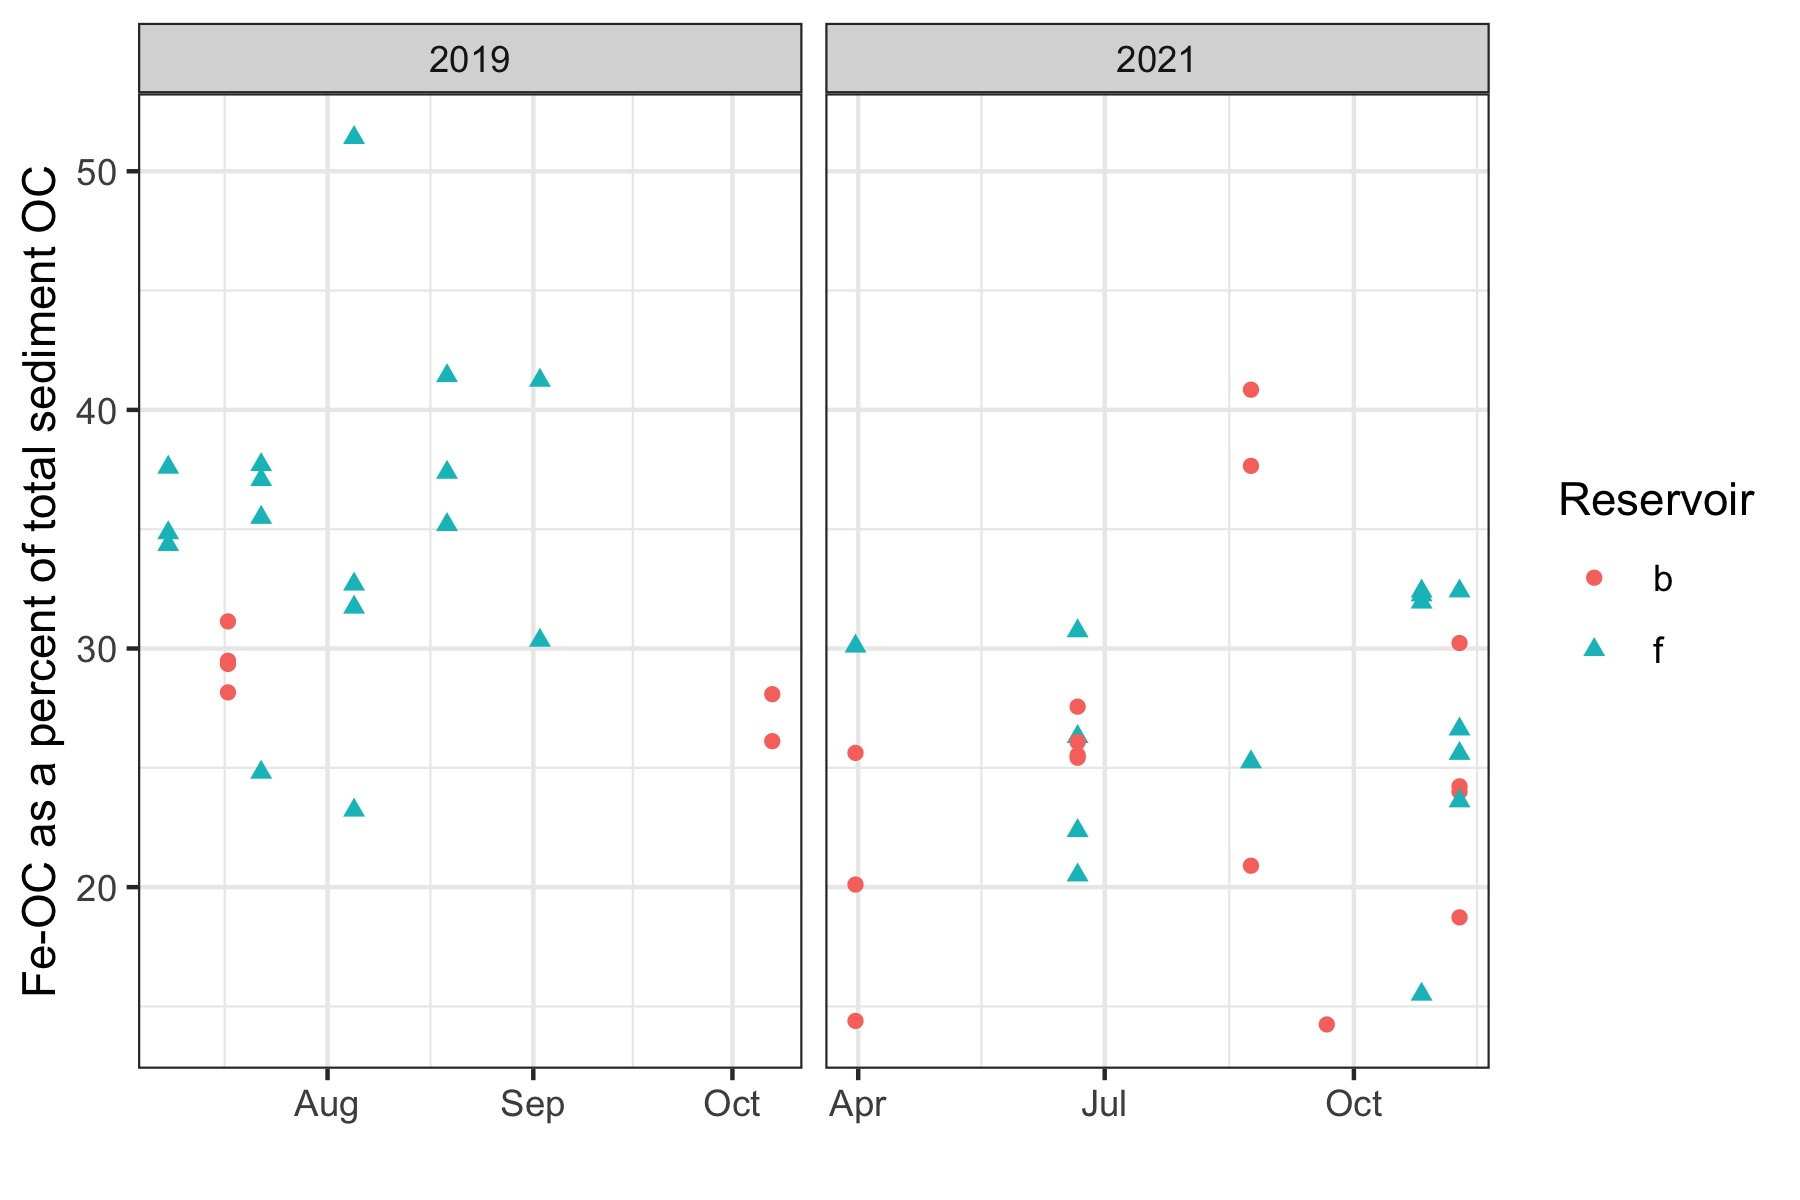 2019
2021
Fe-OC as a percent of total sediment OC
50
40
30
20
Aug
Sep
Oct
Apr
Jul
Oct
Reservoir
b
f